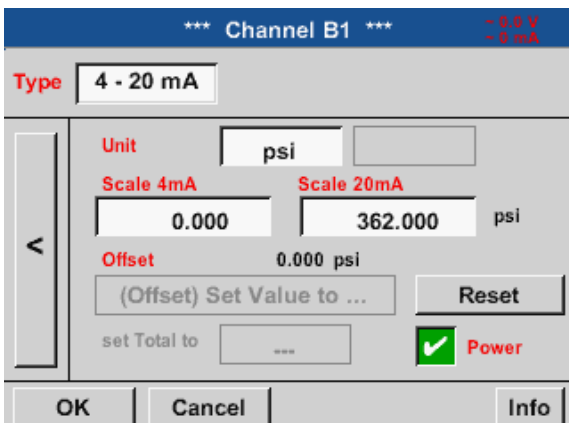 *** Channel B1 ***
~ 0.0 V
~ 0 mA
Type 4 - 20 mA
Unit psi
Scale 4mA Scale 20mA
< 0.000 362.000 psi
Offset 0.000 psi
(Offset) Set Value to ... Reset
set Total to --- Power
OK Cancel Info